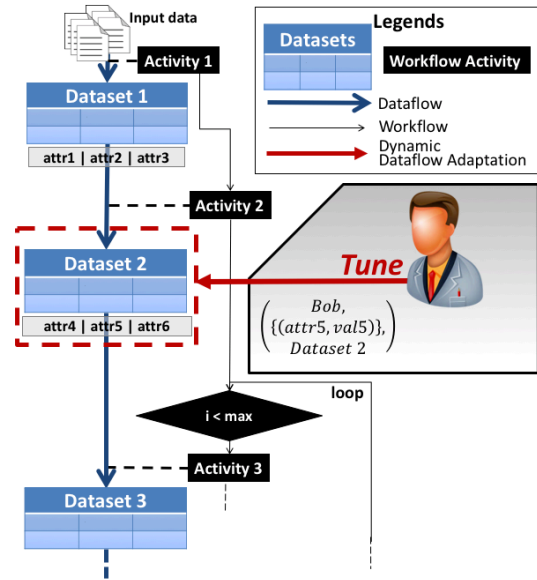 Input data
Activity 1
Dataset 1
attr1 | attr2 | attr3
Activity 2
Dataset 2
attr4 | attr5 | attr6
Tune
Bob,
{(attr5, val5)},
Dataset 2
loop
i < max
Activity 3
Dataset 3
Legends
Datasets
Workflow Activity
Dataflow
Workflow
Dynamic
Dataflow Adaptation